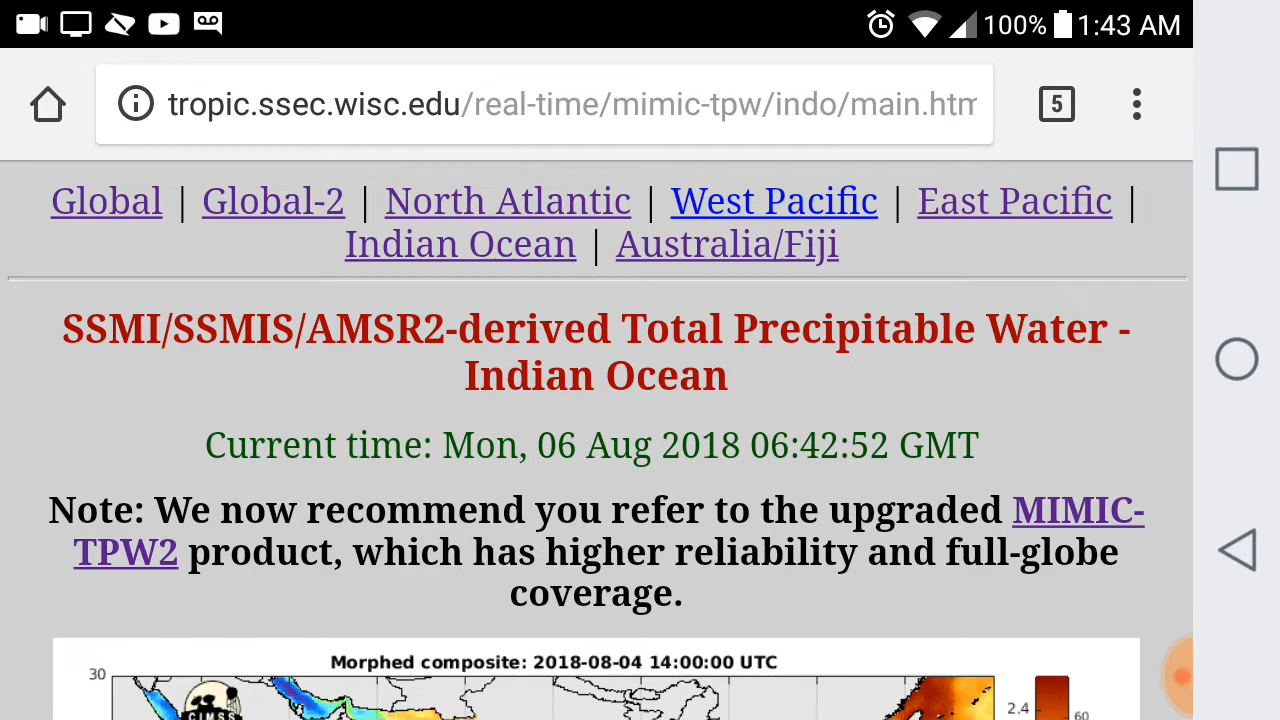 100% 1:43 AM
tropic.ssec.wisc.edu/real-time/mimic-tpw/indo/main.htm
5
Global | Global-2 | North Atlantic | West Pacific | East Pacific |
Indian Ocean | Australia/Fiji
SSMI/SSMIS/AMSR2-derived Total Precipitable Water -
Indian Ocean
Current time: Mon, 06 Aug 2018 06:42:52 GMT
Note: We now recommend you refer to the upgraded MIMIC-
TPW2 product, which has higher reliability and full-globe
coverage.
Morphed composite: 2018-08-04 14:00:00 UTC
30
CIMSS
2.4
60